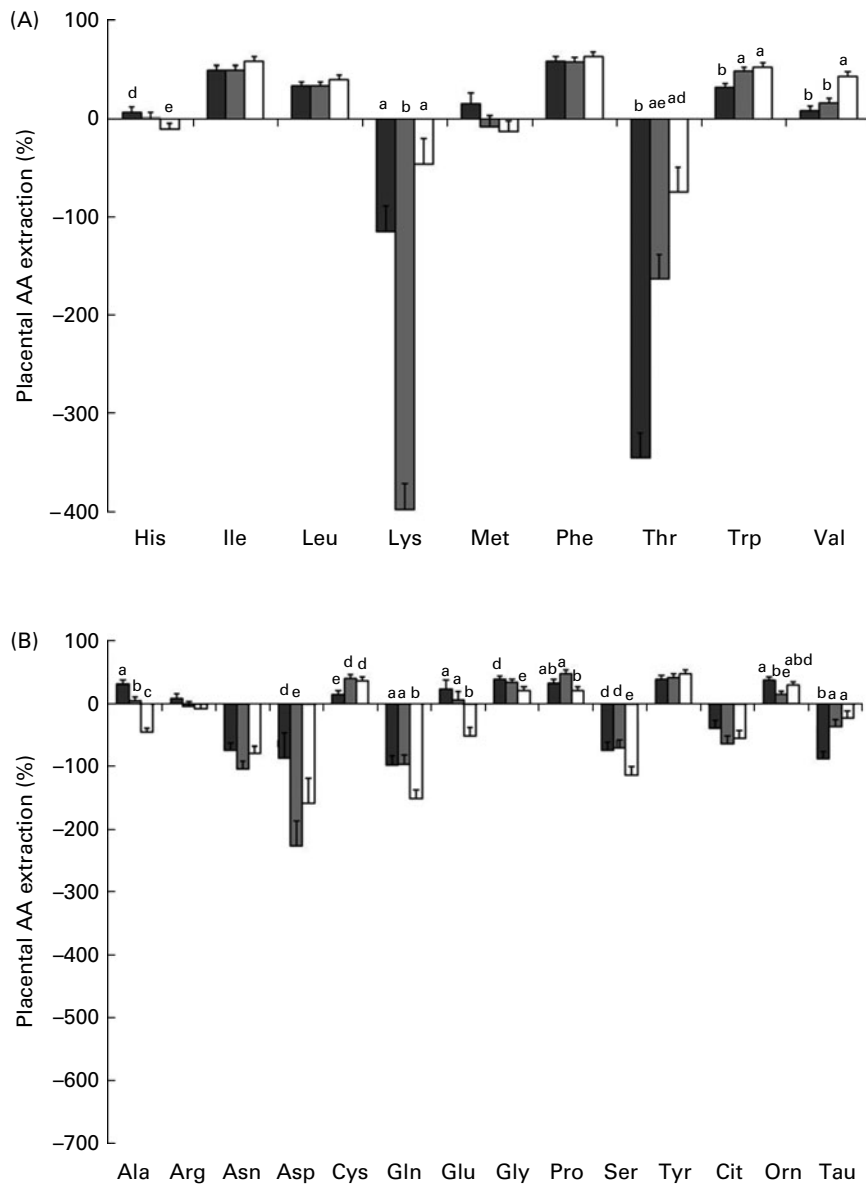 (A)
100
0
–100
–200
–300
–400
Placental AA extraction (%)
d e a b a b ae ad b a a b b a
His Ile Leu Lys Met Phe Thr Trp Val
(B)
100
0
–100
–200
–300
–400
–500
–600
–700
Placental AA extraction (%)
a b c d e e d d a a b a a b d e ab a b d d e a be abd b a a
Ala Arg Asn Asp Cys Gln Glu Gly Pro Ser Tyr Cit Orn Tau